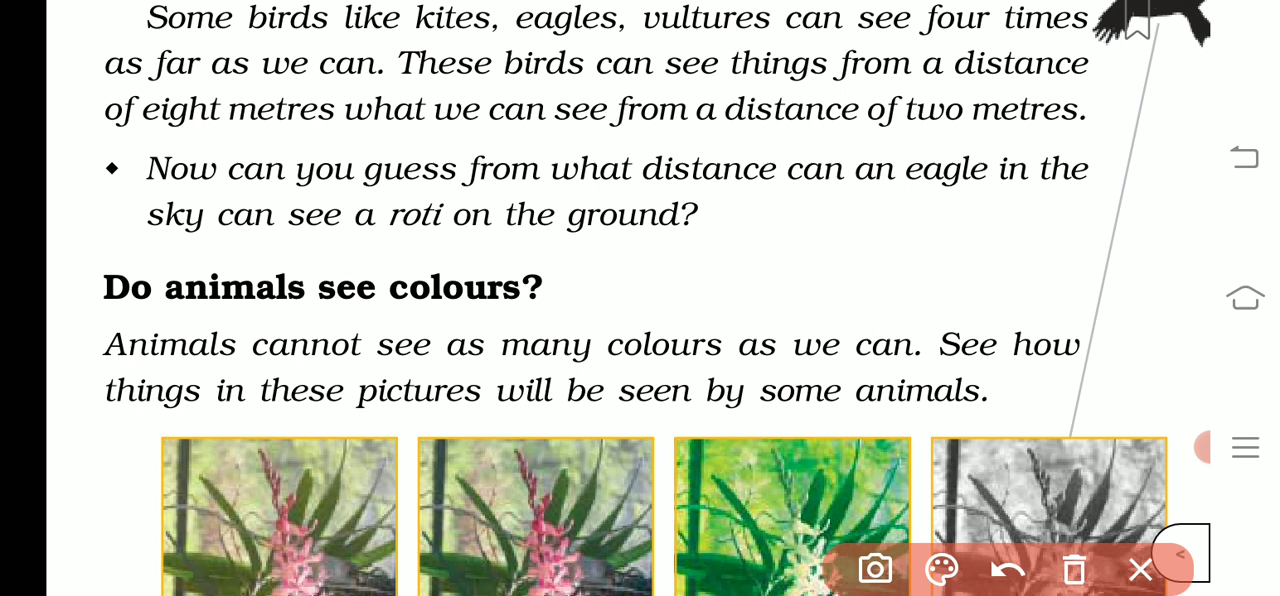 Some birds like kites, eagles, vultures can see four times
as far as we can. These birds can see things from a distance
of eight metres what we can see from a distance of two metres.
◆ Now can you guess from what distance can an eagle in the
sky can see a roti on the ground?
Do animals see colours?
Animals cannot see as many colours as we can. See how
things in these pictures will be seen by some animals.